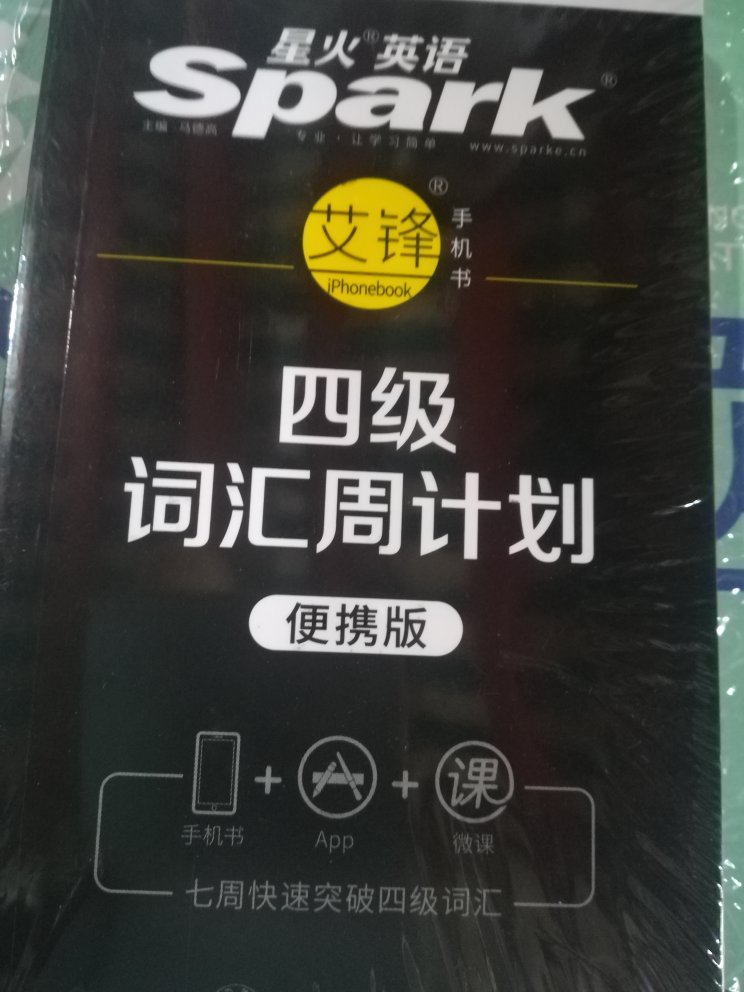 星火®英语
Spark®
主编 马德高 专业·让学习简单 www.sparke.cn
艾锋®
iPhonebook
手机书
四级
词汇周计划
便携版
手机书 + App + 课 微课
七周快速突破四级词汇